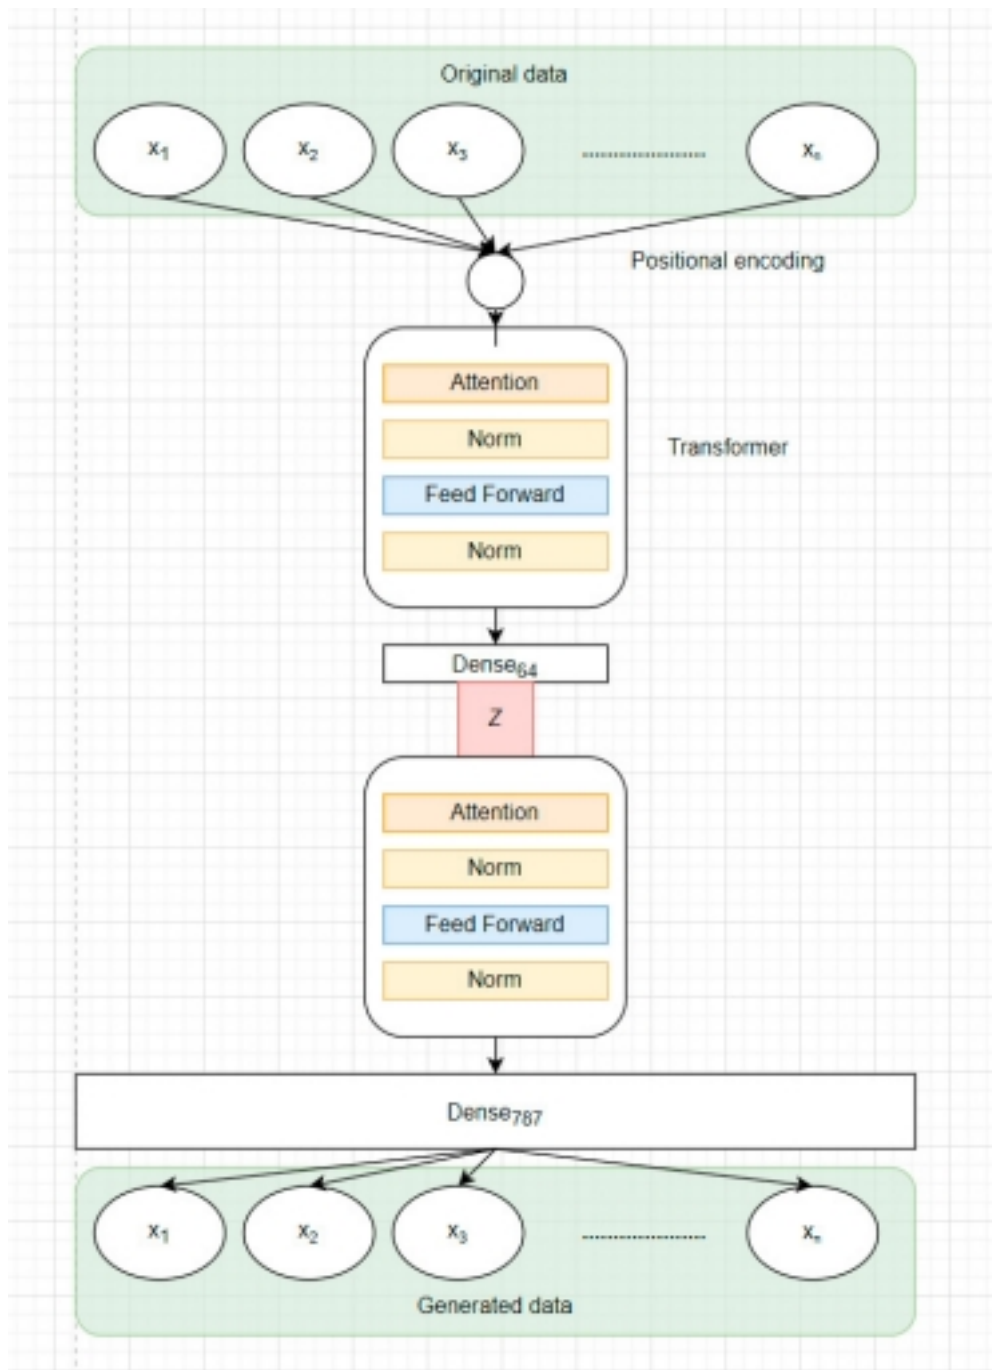 Original data
x₁ x₂ x₃ ........................ xₙ
Positional encoding
Attention
Norm
Transformer
Feed Forward
Norm
Dense₆₄
Z
Attention
Norm
Feed Forward
Norm
Dense₇₈₇
x₁ x₂ x₃ ........................ xₙ
Generated data